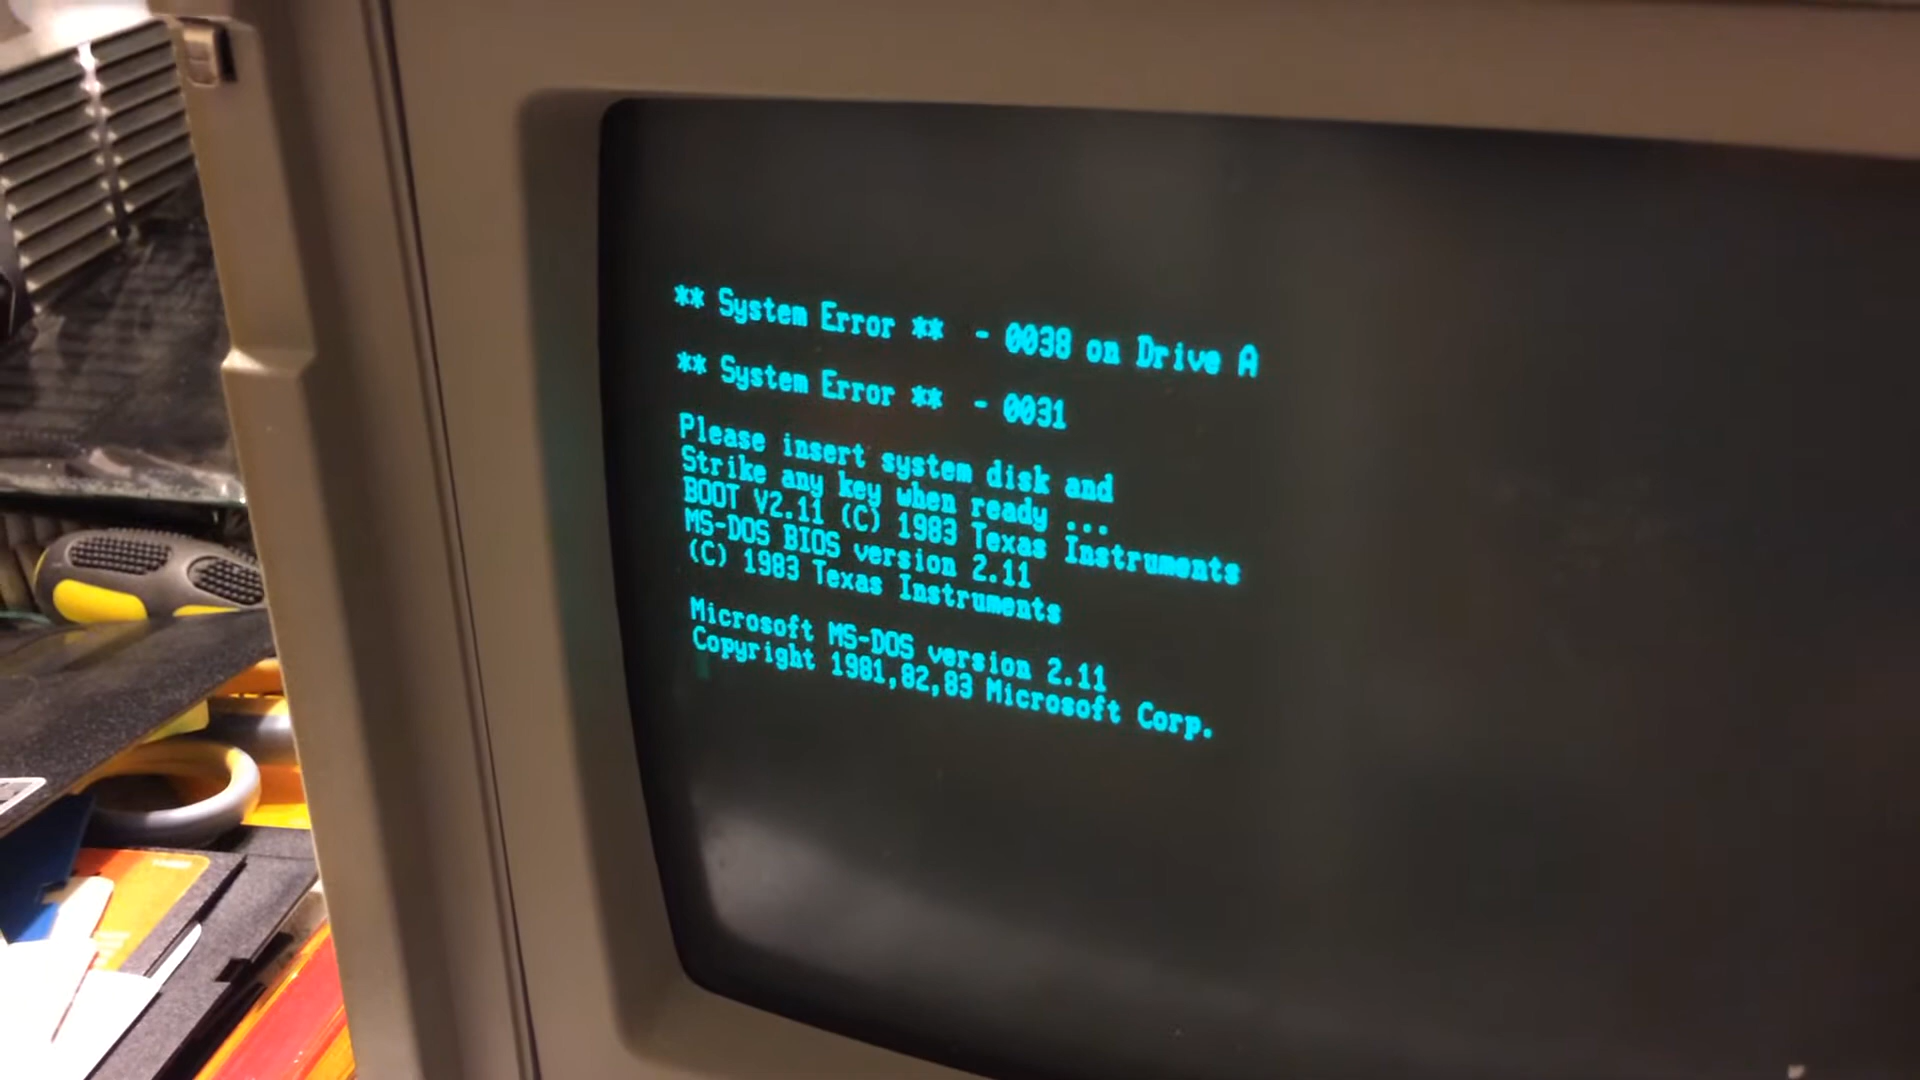 ** System Error ** - 0038 on Drive A
** System Error ** - 0031
Please insert system disk and
Strike any key when ready ...
BOOT V2.11 (C) 1983 Texas Instruments
MS-DOS BIOS version 2.11
(C) 1983 Texas Instruments
Microsoft MS-DOS version 2.11
Copyright 1981,82,83 Microsoft Corp.